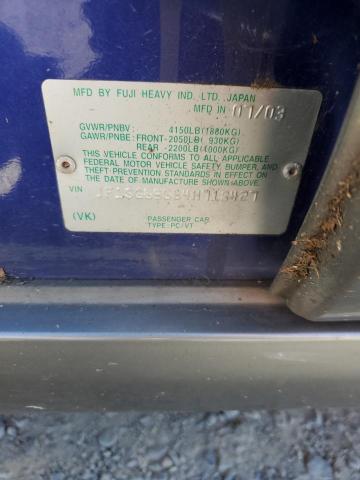 MFD BY FUJI HEAVY IND. LTD. JAPAN
MFD IN 07/03
GVWR/PNBV : 4150LB(1880KG)
GAWR/PNBE: FRONT-2050LB( 930KG)
REAR -2200LB(1000KG)
THIS VEHICLE CONFORMS TO ALL APPLICABLE
FEDERAL MOTOR VEHICLE SAFETY, BUMPER, AND
THEFT PREVENTION STANDARDS IN EFFECT ON
DATE OF MANUFACTURE SHOWN ABOVE
VIN
(VK)
PASSENGER CAR
TYPE: PC/VT